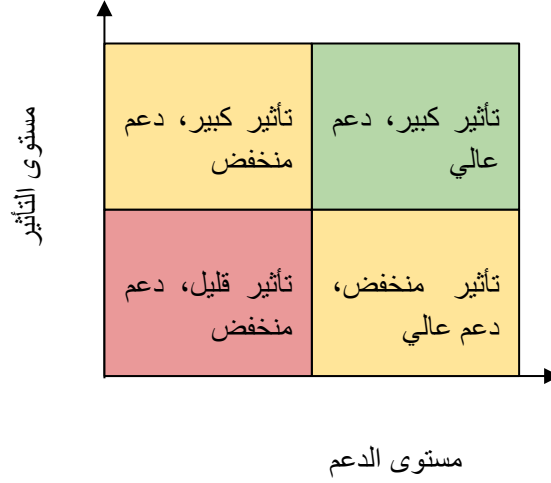 مستوى التأثير
تأثير كبير، دعم
عالي
تأثير كبير، دعم
منخفض
تأثير منخفض،
دعم عالي
تأثير قليل، دعم
منخفض
مستوى الدعم